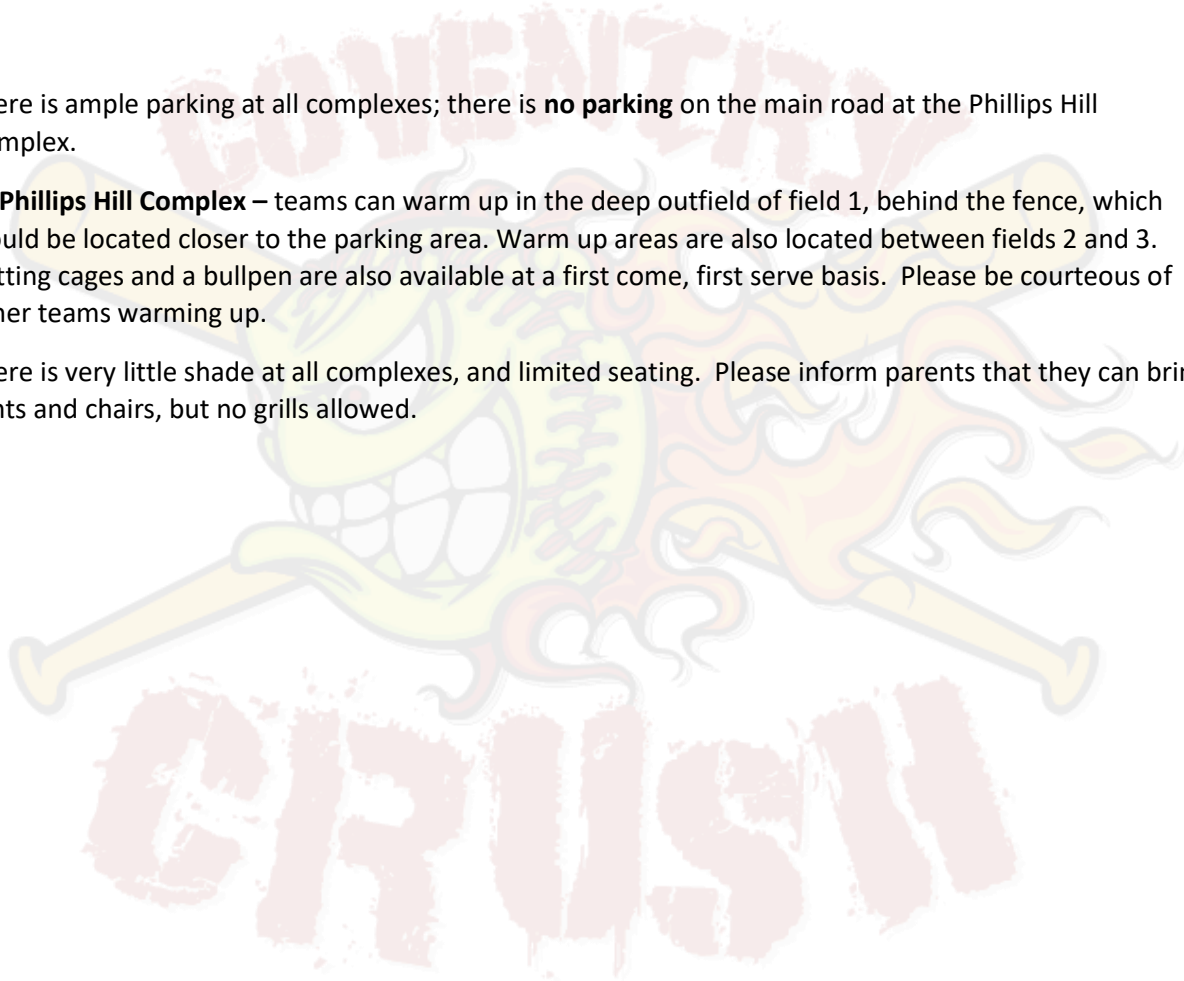 COVENTRY
ere is ample parking at all complexes; there is no parking on the main road at the Phillips Hill
mplex.
Phillips Hill Complex – teams can warm up in the deep outfield of field 1, behind the fence, which
ould be located closer to the parking area. Warm up areas are also located between fields 2 and 3.
tting cages and a bullpen are also available at a first come, first serve basis. Please be courteous of
her teams warming up.
ere is very little shade at all complexes, and limited seating. Please inform parents that they can brin
nts and chairs, but no grills allowed.
CRUSH